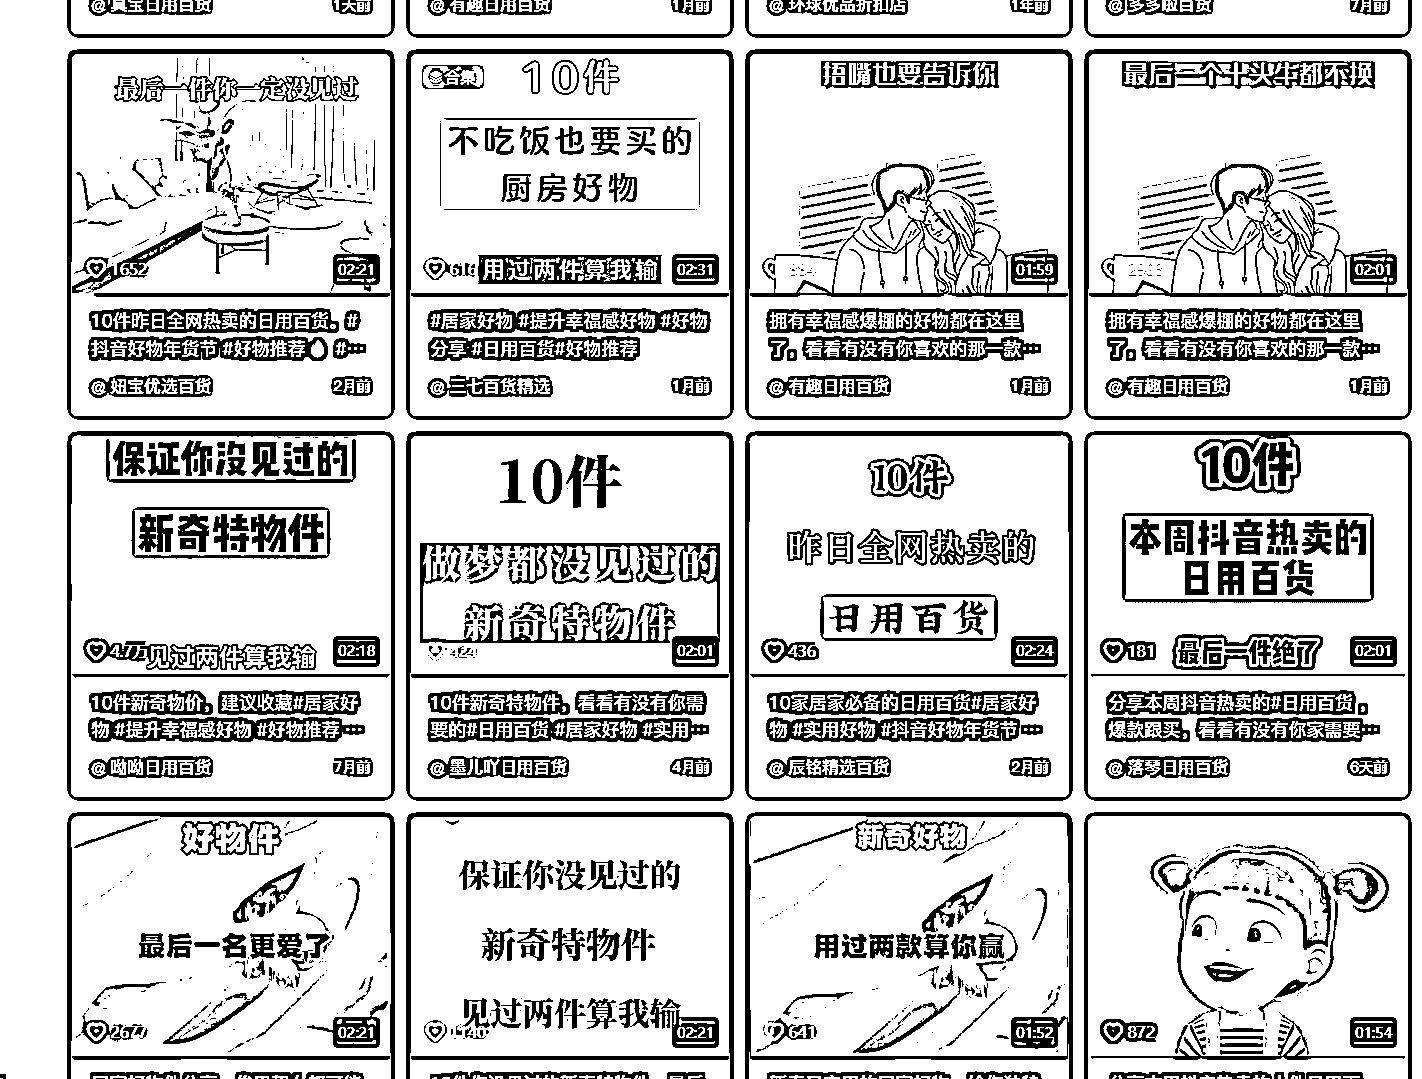 @真宝日用百货 1天前
@有趣日用百货 1月前
@环球优品折扣店 1年前
@多多啦百货 7月前
最后一件你一定没见过
1652 02:21
10件昨日全网热卖的日用百货。#
抖音好物年货节 #好物推荐 #…
@妞宝优选百货 2月前
合集
10件
不吃饭也要买的
厨房好物
用过两件算我输
02:31
#居家好物 #提升幸福感好物 #好物
分享 #日用百货#好物推荐
@二七百货精选 1月前
捂嘴也要告诉你
01:59
拥有幸福感爆棚的好物都在这里
了，看看有没有你喜欢的那一款…
@有趣日用百货 1月前
最后一个十头牛都不换
02:01
拥有幸福感爆棚的好物都在这里
了，看看有没有你喜欢的那一款…
@有趣日用百货 1月前
保证你没见过的
新奇特物件
见过两件算我输
02:18
10件新奇物价，建议收藏#居家好
物 #提升幸福感好物 #好物推荐…
@呦呦日用百货 7月前
10件
做梦都没见过的
新奇特物件
424 02:01
10件新奇特物件，看看有没有你需
要的#日用百货 #居家好物 #实用…
@墨儿吖日用百货 4月前
10件
昨日全网热卖的
日用百货
436 02:24
10家居家必备的日用百货#居家好
物 #实用好物 #抖音好物年货节…
@辰铭精选百货 2月前
10件
本周抖音热卖的
日用百货
181 最后一件绝了 02:01
分享本周抖音热卖的#日用百货，
爆款跟买，看看有没有你家需要…
@落琴日用百货 6天前
好物件
最后一名更爱了
2677 02:21
保证你没见过的
新奇特物件
见过两件算我输
1140 02:21
新奇好物
用过两款算你赢
641 01:52
872 01:54